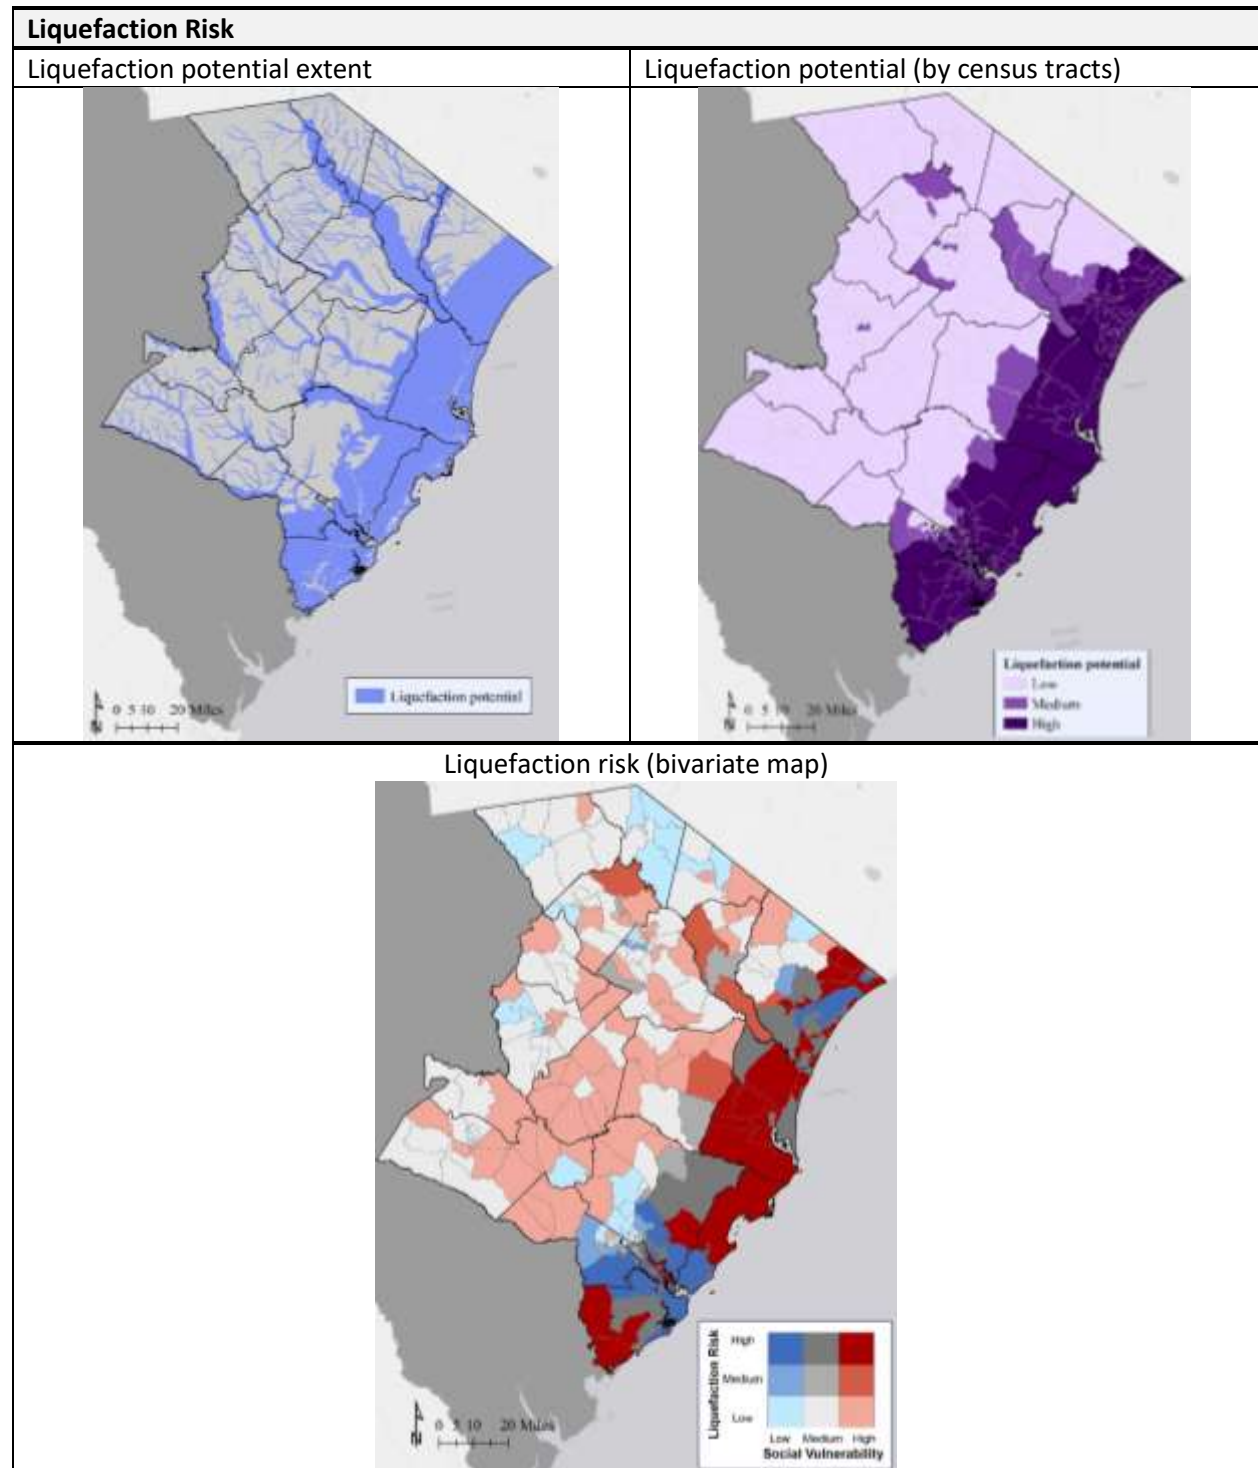 Liquefaction Risk
Liquefaction potential extent
Liquefaction potential (by census tracts)
Liquefaction potential
N
0 5 10 20 Miles
Liquefaction potential
Low
Medium
High
N
0 5 10 20 Miles
Liquefaction risk (bivariate map)
N
0 5 10 20 Miles
Liquefaction Risk
High
Medium
Low
Low Medium High
Social Vulnerability